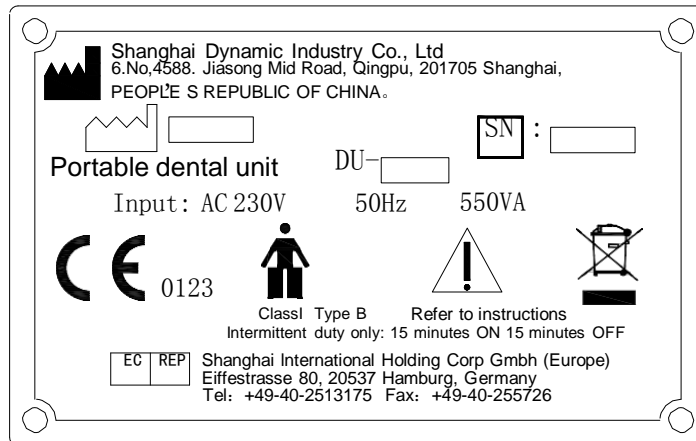 Shanghai Dynamic Industry Co., Ltd
6.No,4588. Jiasong Mid Road, Qingpu, 201705 Shanghai,
PEOPLE’S REPUBLIC OF CHINA。
SN :
Portable dental unit DU-
Input: AC 230V 50Hz 550VA
CE 0123
ClassI Type B Refer to instructions
Intermittent duty only: 15 minutes ON 15 minutes OFF
EC REP Shanghai International Holding Corp Gmbh (Europe)
Eiffestrasse 80, 20537 Hamburg, Germany
Tel: +49-40-2513175 Fax: +49-40-255726